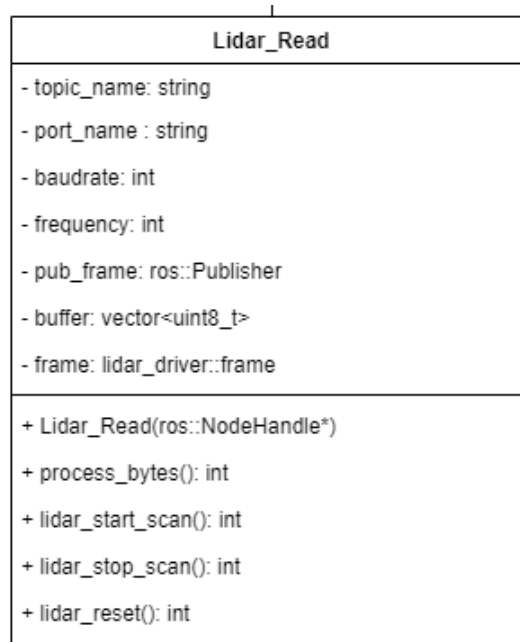 Lidar_Read
- topic_name: string
- port_name : string
- baudrate: int
- frequency: int
- pub_frame: ros::Publisher
- buffer: vector<uint8_t>
- frame: lidar_driver::frame
+ Lidar_Read(ros::NodeHandle*)
+ process_bytes(): int
+ lidar_start_scan(): int
+ lidar_stop_scan(): int
+ lidar_reset(): int